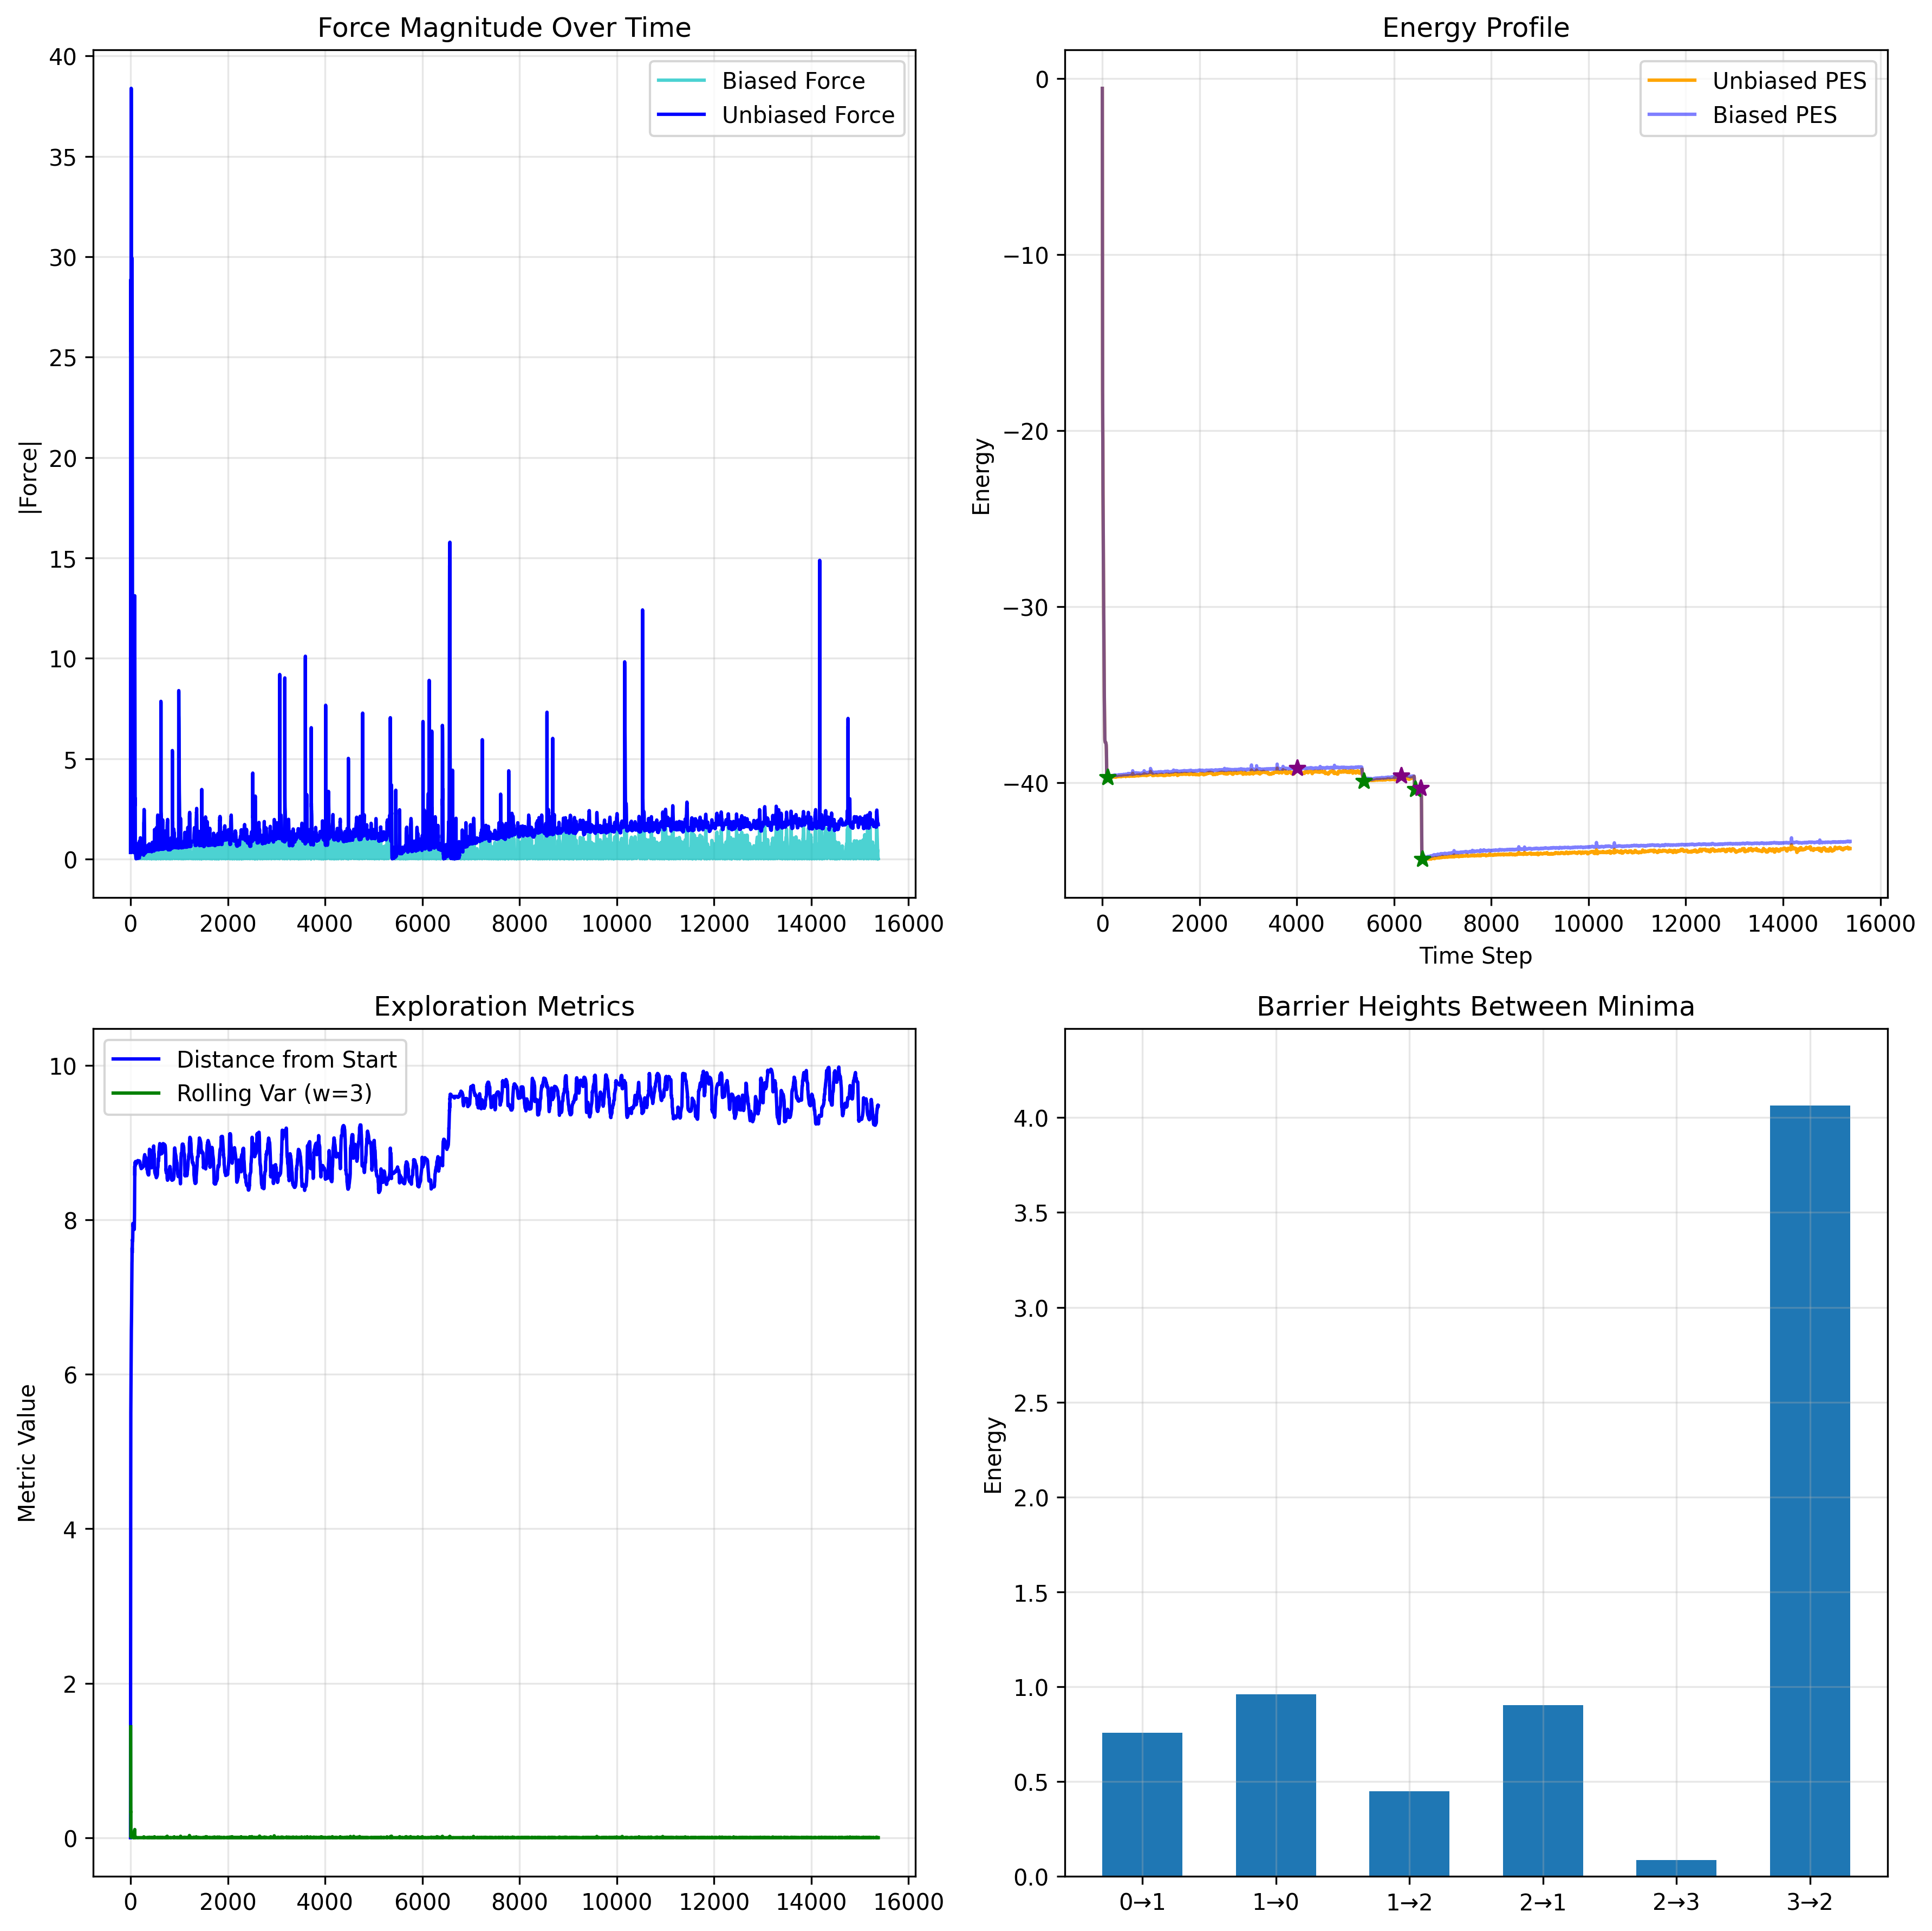 Force Magnitude Over Time
40
35
30
25
20
15
10
5
0
|Force|
Biased Force
Unbiased Force
0 2000 4000 6000 8000 10000 12000 14000 16000
Energy Profile
0
−10
−20
−30
−40
Energy
Unbiased PES
Biased PES
0 2000 4000 6000 8000 10000 12000 14000 16000
Time Step
Exploration Metrics
10
8
6
4
2
0
Metric Value
Distance from Start
Rolling Var (w=3)
0 2000 4000 6000 8000 10000 12000 14000 16000
Barrier Heights Between Minima
4.0
3.5
3.0
2.5
2.0
1.5
1.0
0.5
0.0
Energy
0→1 1→0 1→2 2→1 2→3 3→2